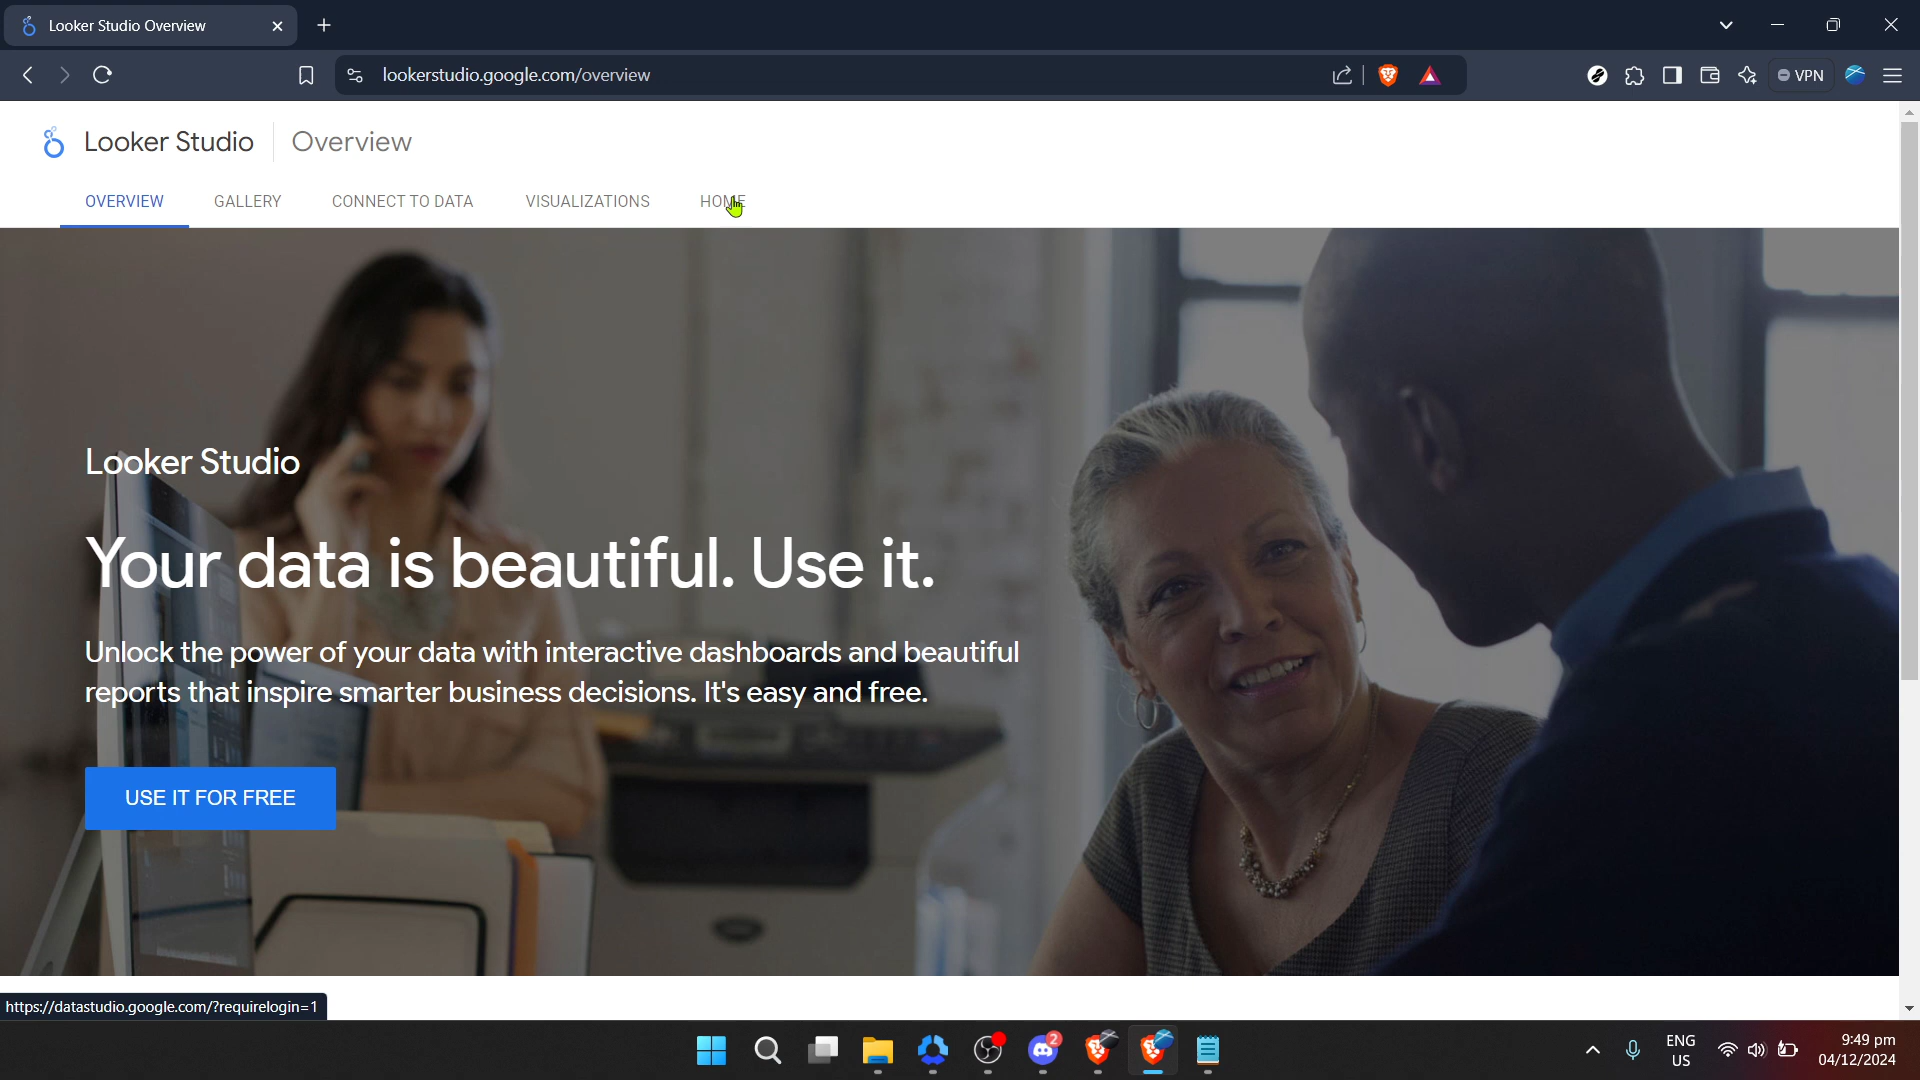 Looker Studio Overview
lookerstudio.google.com/overview
VPN
Looker Studio
Overview
OVERVIEW
GALLERY
CONNECT TO DATA
VISUALIZATIONS
HOME
Looker Studio
Your data is beautiful. Use it.
Unlock the power of your data with interactive dashboards and beautiful
reports that inspire smarter business decisions. It's easy and free.
USE IT FOR FREE
https://datastudio.google.com/?requirelogin=1
2
ENG
US
9:49 pm
04/12/2024